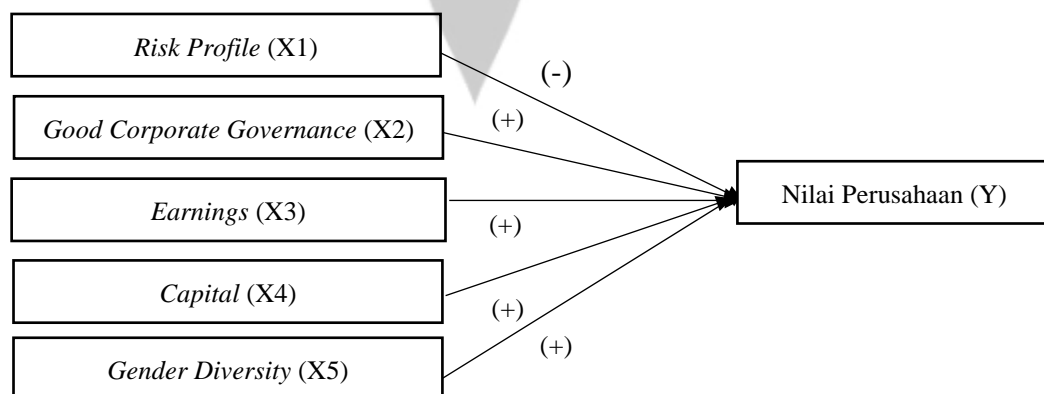 Risk Profile (X1)
(-)
Good Corporate Governance (X2)
(+)
Nilai Perusahaan (Y)
Earnings (X3)
(+)
Capital (X4)
(+)
(+)
Gender Diversity (X5)